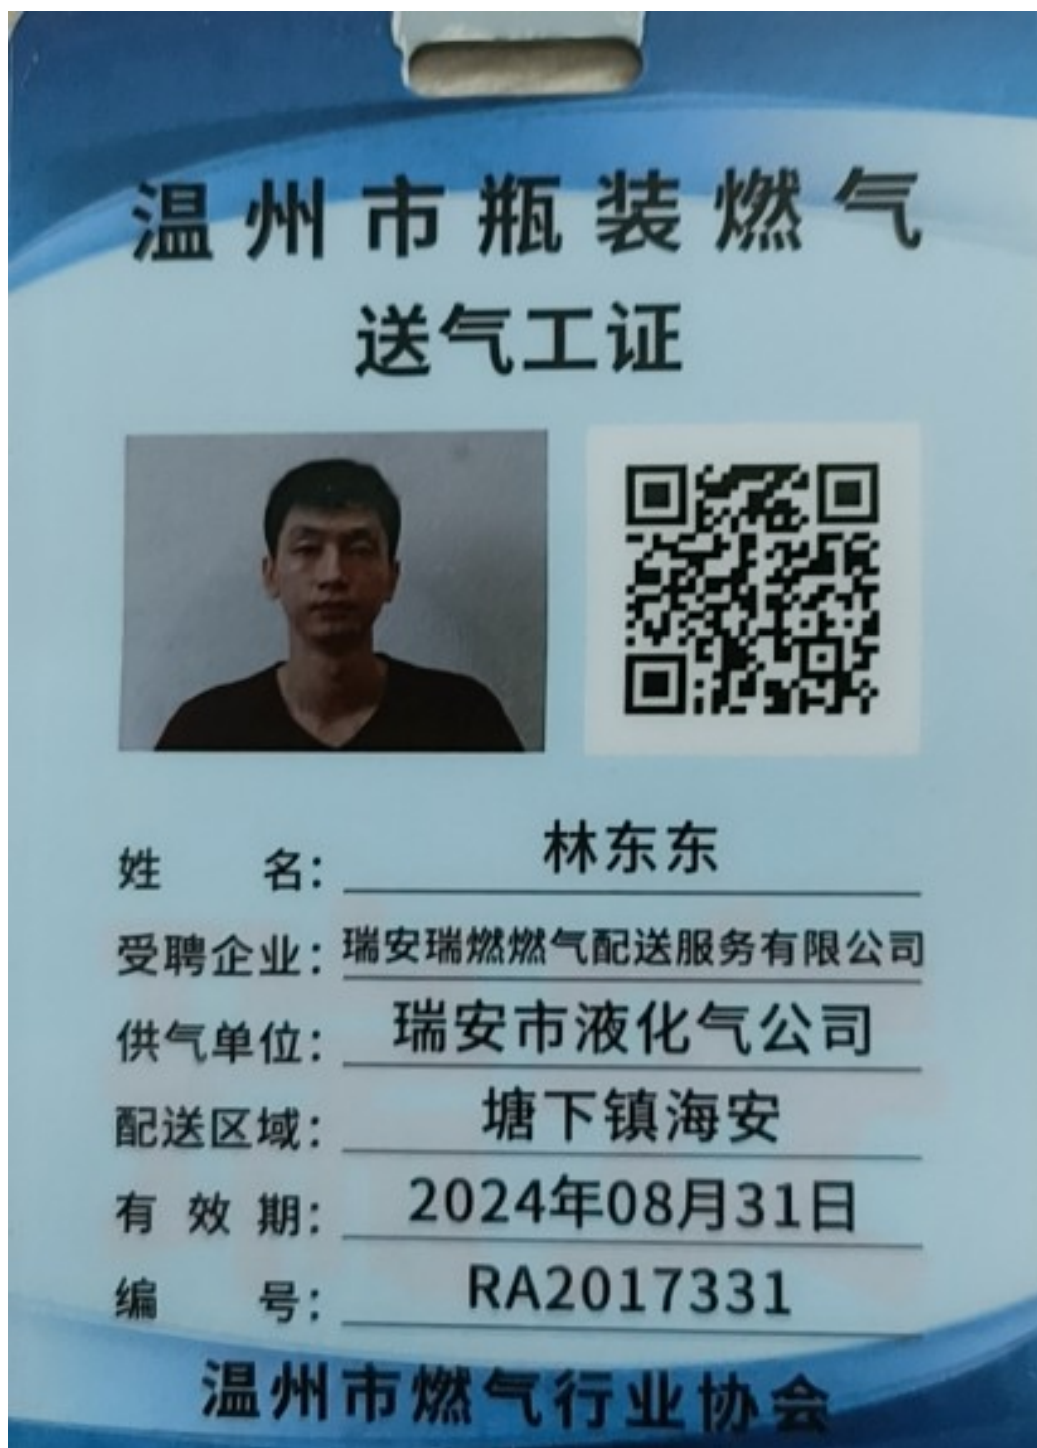 温州市瓶装燃气
送气工证
姓名：林东东
受聘企业：瑞安瑞燃燃气配送服务有限公司
供气单位：瑞安市液化气公司
配送区域：塘下镇海安
有效期：2024年08月31日
编号：RA2017331
温州市燃气行业协会